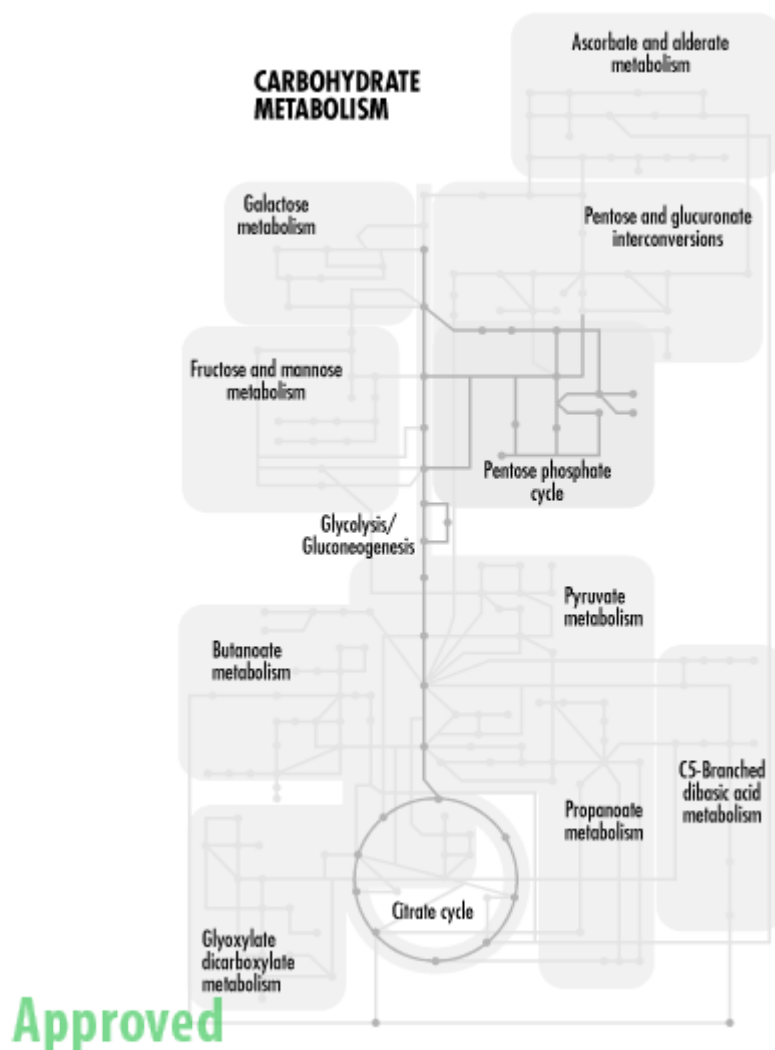 Ascorbate and alderate
metabolism
CARBOHYDRATE
METABOLISM
Galactose
metabolism
Pentose and glucuronate
interconversions
Fructose and mannose
metabolism
Pentose phosphate
cycle
Glycolysis/
Gluconeogenesis
Pyruvate
metabolism
Butanoate
metabolism
C5-Branched
dibasic acid
metabolism
Propanoate
metabolism
Citrate cycle
Glyoxylate
dicarboxylate
metabolism
Approved